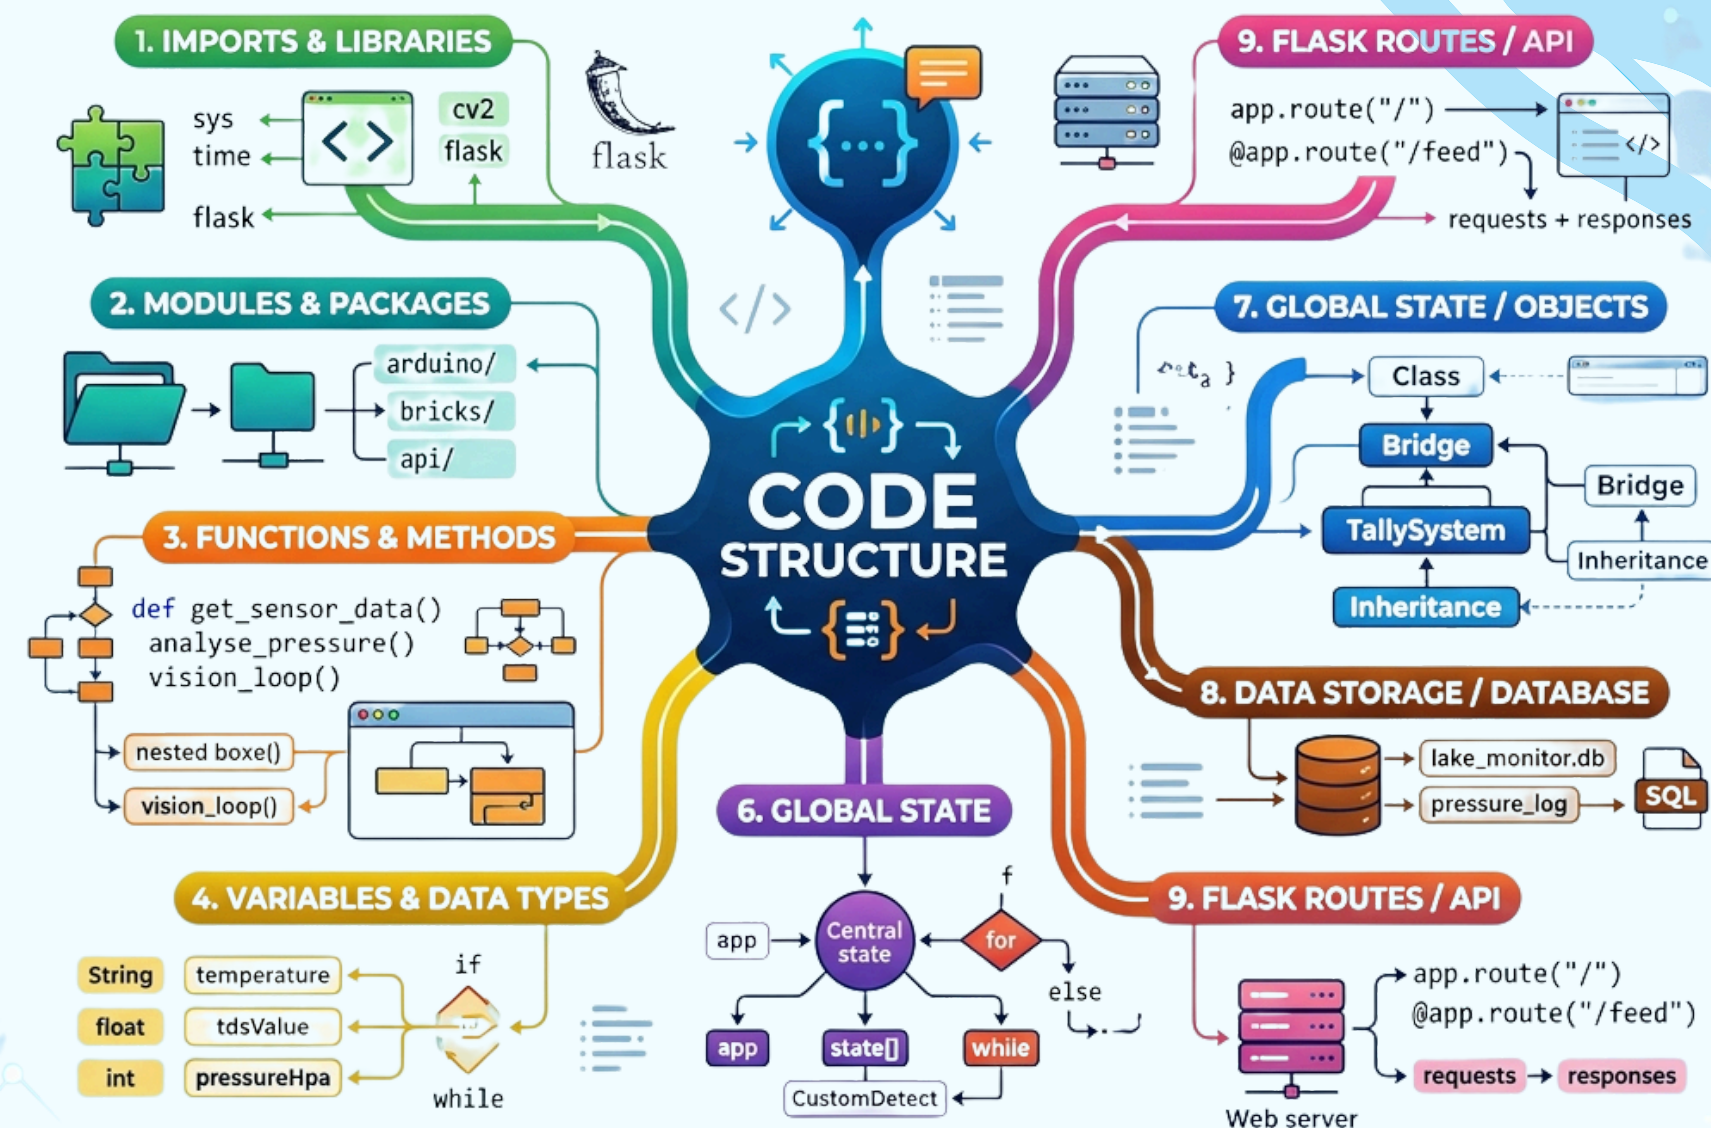 1. IMPORTS & LIBRARIES
sys
time
flask
cv2
flask
flask
{...}
9. FLASK ROUTES / API
app.route("/")
@app.route("/feed")
</>
requests + responses
2. MODULES & PACKAGES
arduino/
bricks/
api/
</>
7. GLOBAL STATE / OBJECTS
Class
Bridge
Bridge
TallySystem
Inheritance
Inheritance
CODE
STRUCTURE
3. FUNCTIONS & METHODS
def get_sensor_data()
analyse_pressure()
vision_loop()
nested boxe()
vision_loop()
8. DATA STORAGE / DATABASE
lake_monitor.db
pressure_log
SQL
4. VARIABLES & DATA TYPES
String
temperature
float
tdsValue
int
pressureHpa
if
while
6. GLOBAL STATE
f
app
Central
state
for
else
app
state[]
while
CustomDetect
9. FLASK ROUTES / API
app.route("/")
@app.route("/feed")
requests
responses
Web server